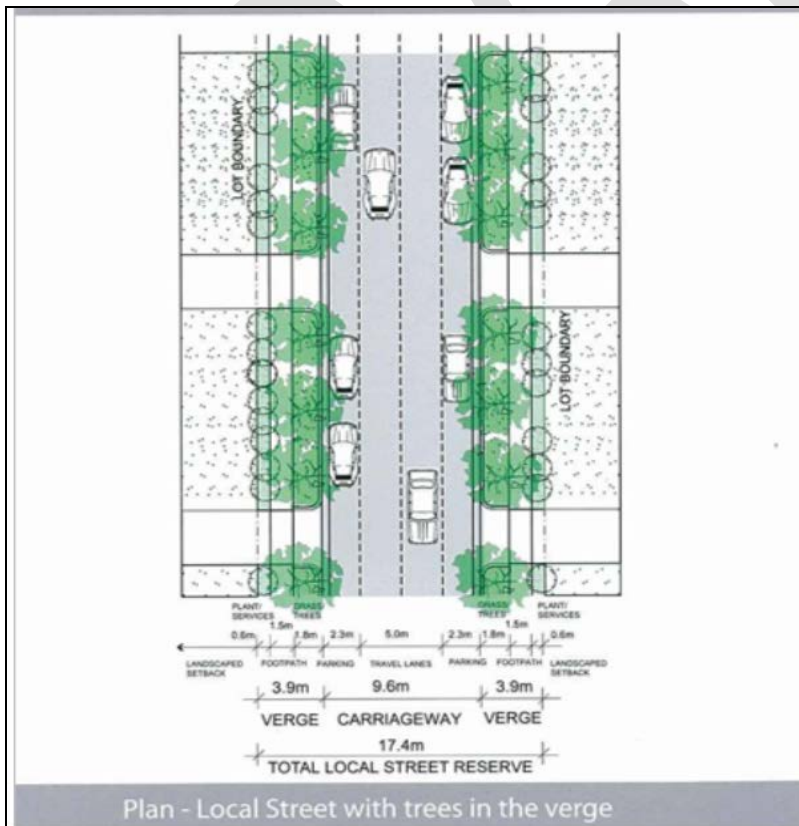 LOT BOUNDARY
LOT BOUNDARY
PLANT/ GRASS/ GRASS/ PLANT/
SERVICES TREES TREES SERVICES
1.5m 1.5m
0.6m 1.8m 2.3m 5.0m 2.3m 1.8m 0.6m
LANDSCAPED FOOTPATH PARKING TRAVEL LANES PARKING FOOTPATH LANDSCAPED
SETBACK SETBACK
3.9m 9.6m 3.9m
VERGE CARRIAGEWAY VERGE
17.4m
TOTAL LOCAL STREET RESERVE
Plan - Local Street with trees in the verge